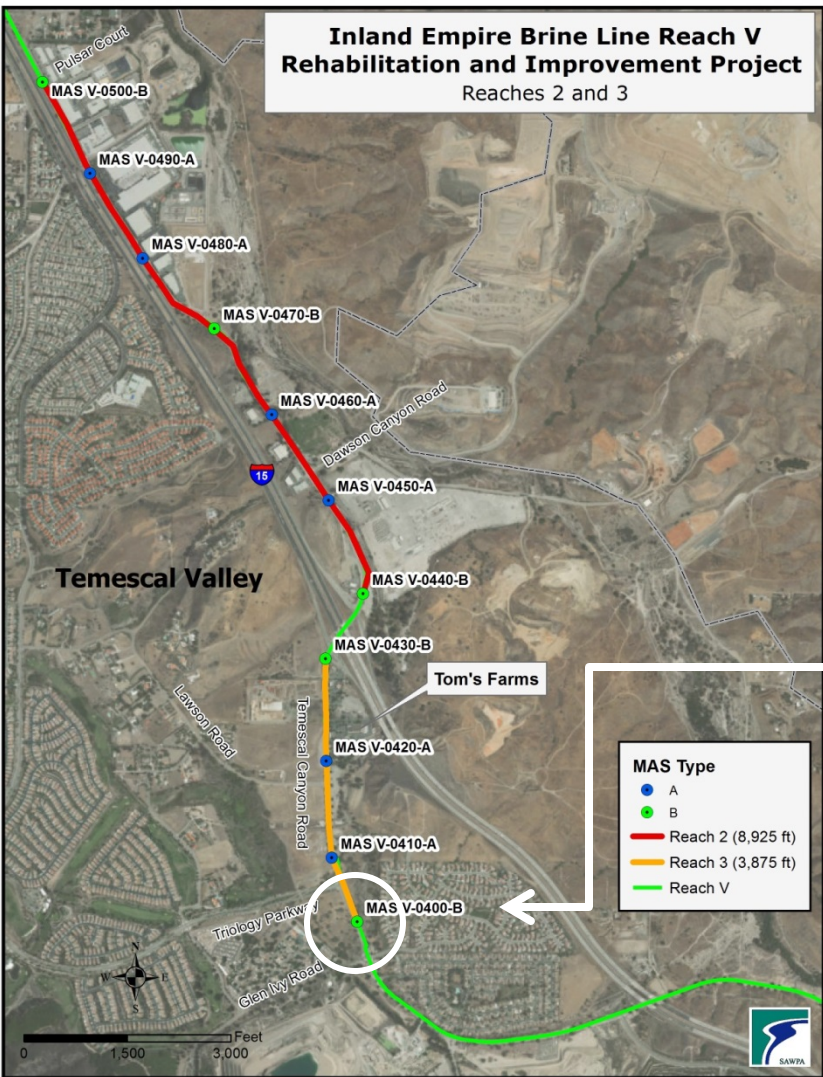 Inland Empire Brine Line Reach V
Rehabilitation and Improvement Project
Reaches 2 and 3
Pulsar Court
MAS V-0500-B
MAS V-0490-A
MAS V-0480-A
MAS V-0470-B
MAS V-0460-A
Dawson Canyon Road
15
MAS V-0450-A
Temescal Valley
MAS V-0440-B
MAS V-0430-B
Tom's Farms
Lawson Road
Temescal Canyon Road
MAS V-0420-A
MAS V-0410-A
MAS V-0400-B
Triology Parkway
Glen Ivy Road
MAS Type
A
B
Reach 2 (8,925 ft)
Reach 3 (3,875 ft)
Reach V
N
W E
S
Feet
0 1,500 3,000
SAWPA